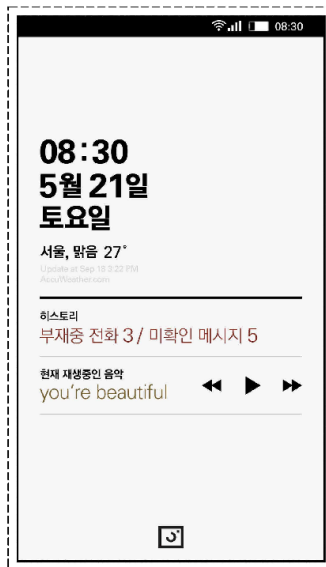 08:30
08:30
5월 21일
토요일
서울, 맑음 27°
Update at Sep 15 3:22 PM
AccuWeather.com
히스토리
부재중 전화 3 / 미확인 메시지 5
현재 재생중인 음악
you're beautiful